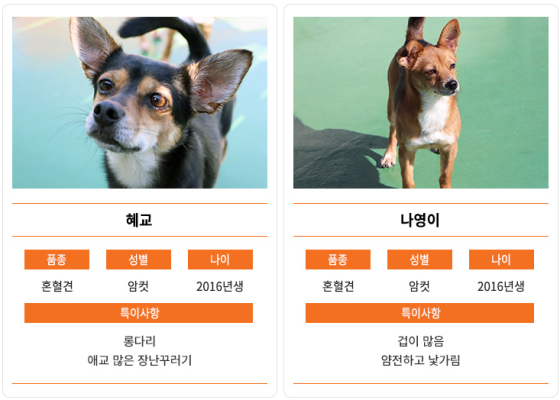 혜교
품종 성별 나이
혼혈견 암컷 2016년생
특이사항
롱다리
애교 많은 장난꾸러기
나영이
품종 성별 나이
혼혈견 암컷 2016년생
특이사항
겁이 많음
얌전하고 낯가림